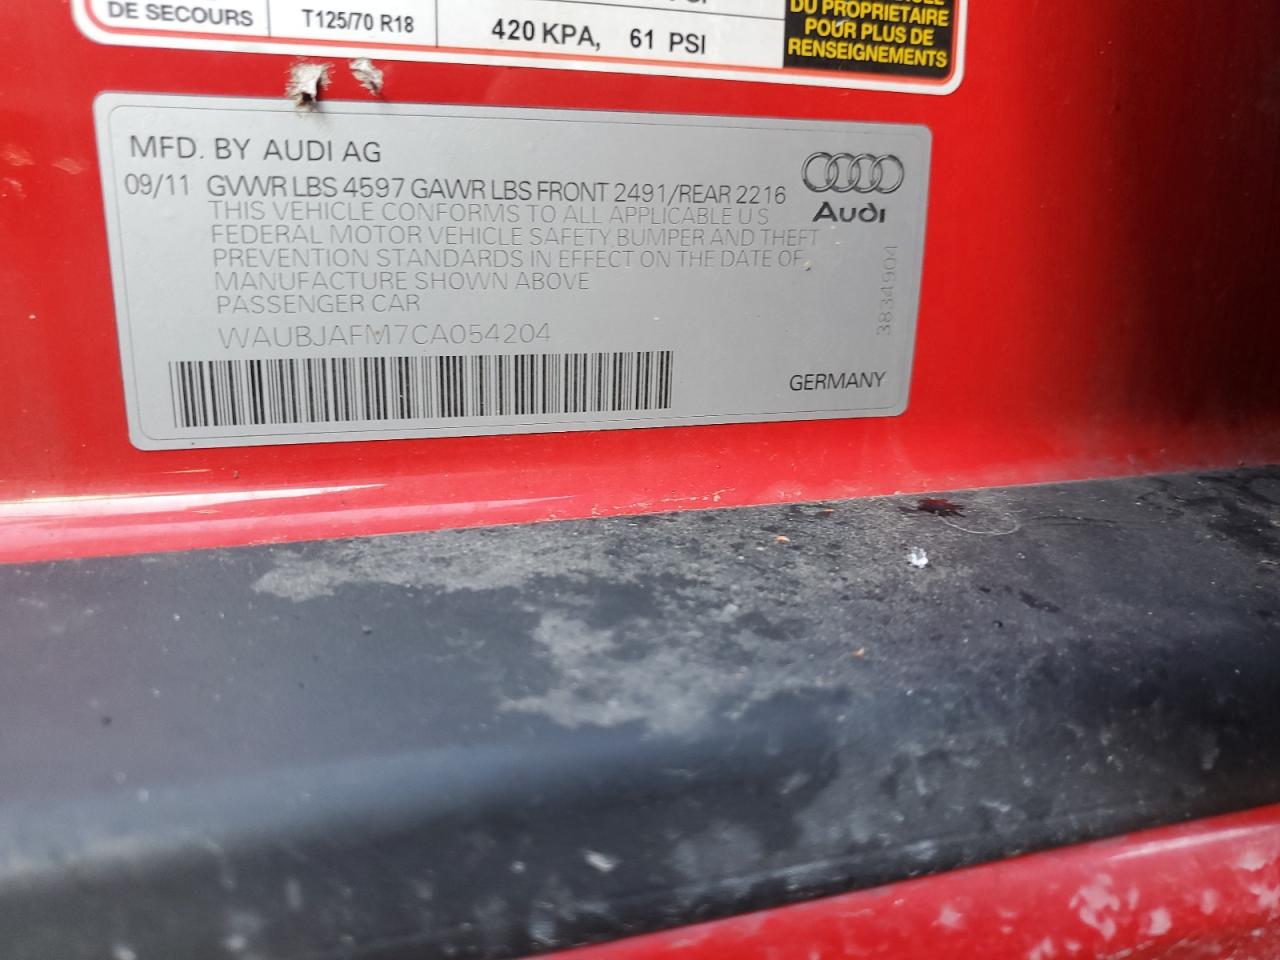 DU PROPRIÉTAIRE
DE SECOURS
T125/70 R18
420 KPA, 61 PSI
POUR PLUS DE
RENSEIGNEMENTS
MFD. BY AUDI AG
09/11 GVWR LBS 4597 GAWR LBS FRONT 2491/REAR 2216
Audi
THIS VEHICLE CONFORMS TO ALL APPLICABLE U S
FEDERAL MOTOR VEHICLE SAFETY, BUMPER AND THEFT
PREVENTION STANDARDS IN EFFECT ON THE DATE OF
MANUFACTURE SHOWN ABOVE
PASSENGER CAR
3834904
WAUBJAFM7CA054204
GERMANY